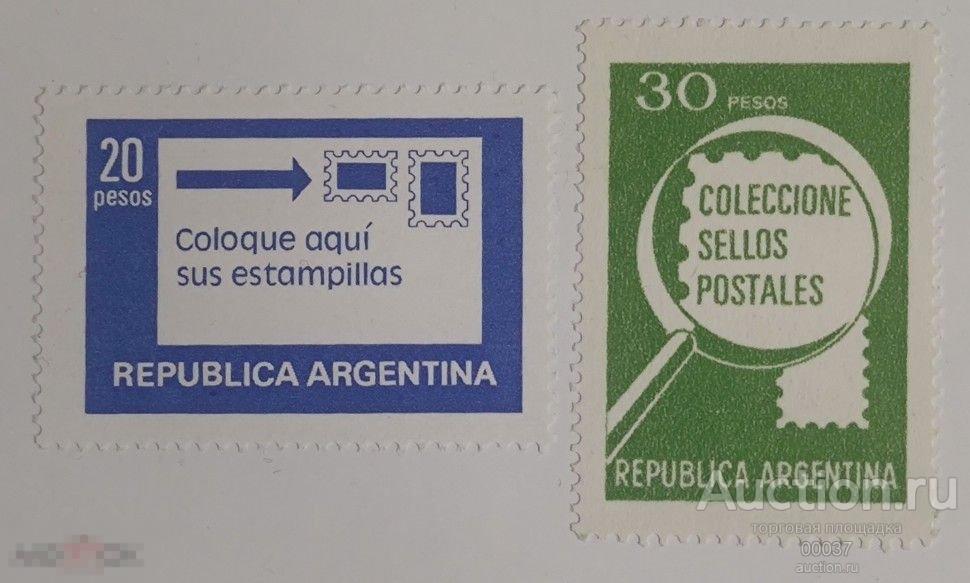 20
pesos
Coloque aquí
sus estampillas
REPUBLICA ARGENTINA
30 PESOS
COLECCIONE
SELLOS
POSTALES
REPUBLICA ARGENTINA
Auction.ru
торговая площадка
00037
auction.ru